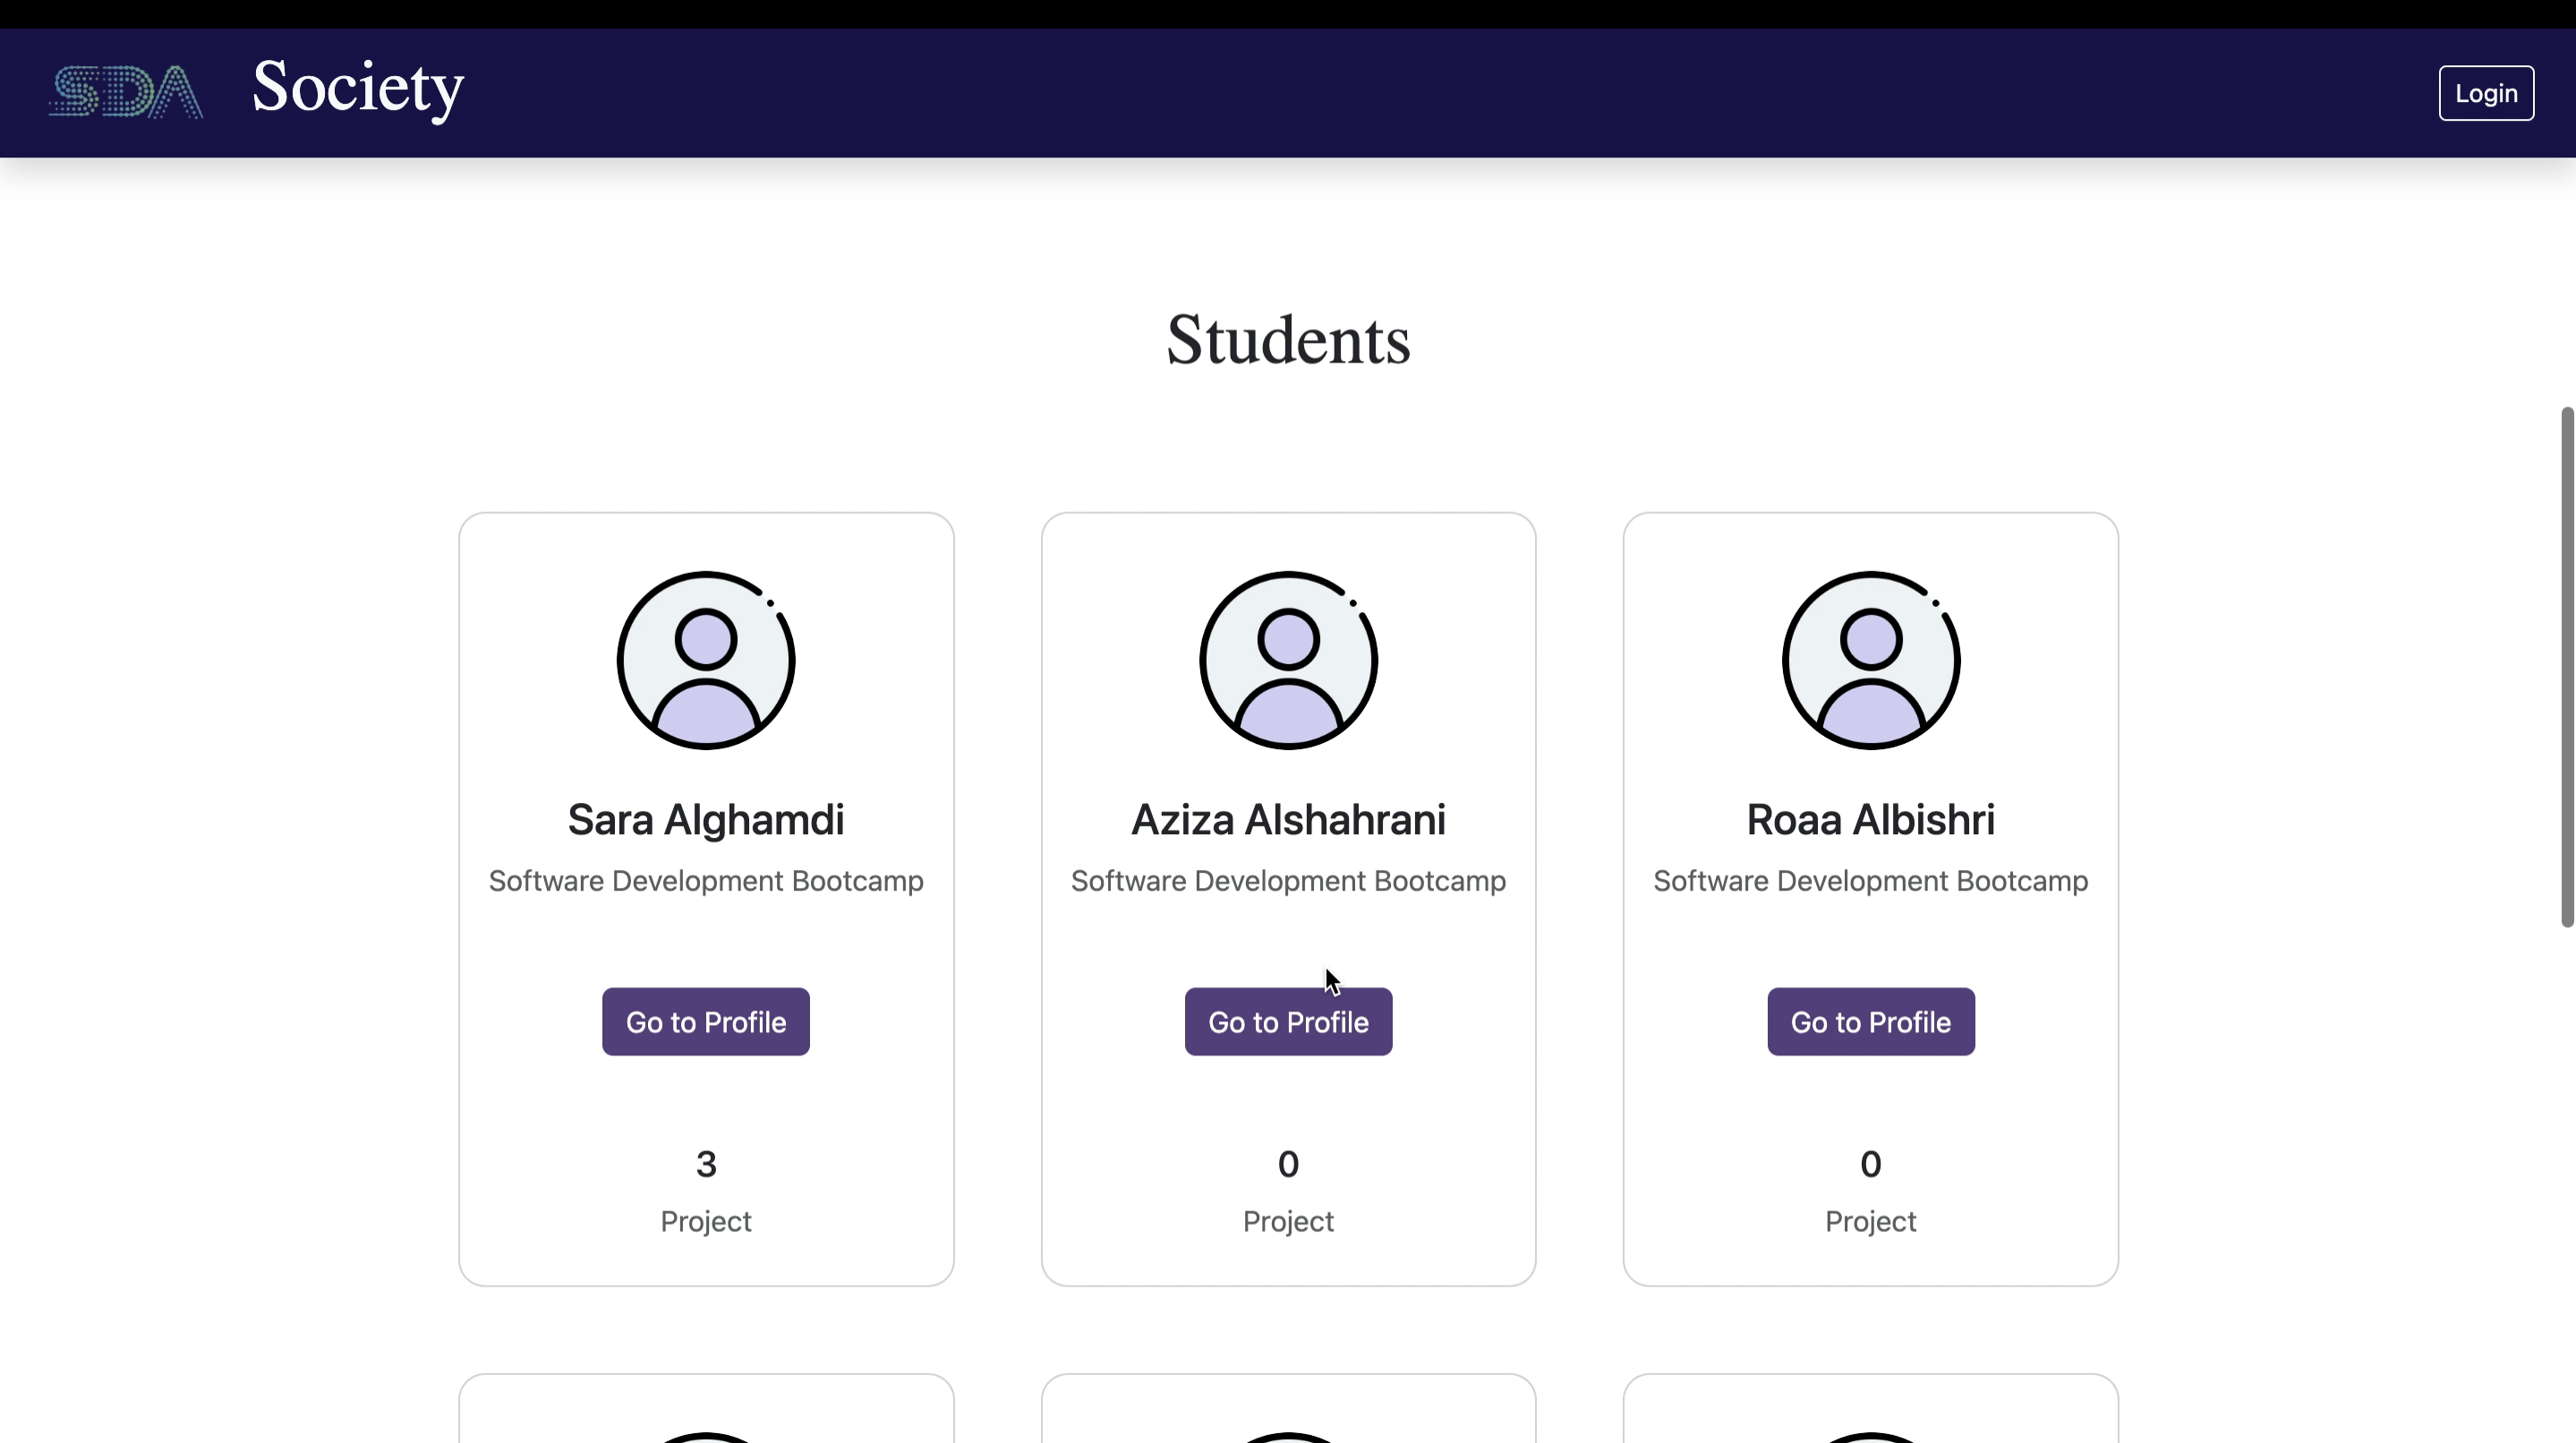 SDA Society
Login
Students
Sara Alghamdi
Software Development Bootcamp
Go to Profile
3
Project
Aziza Alshahrani
Software Development Bootcamp
Go to Profile
0
Project
Roaa Albishri
Software Development Bootcamp
Go to Profile
0
Project